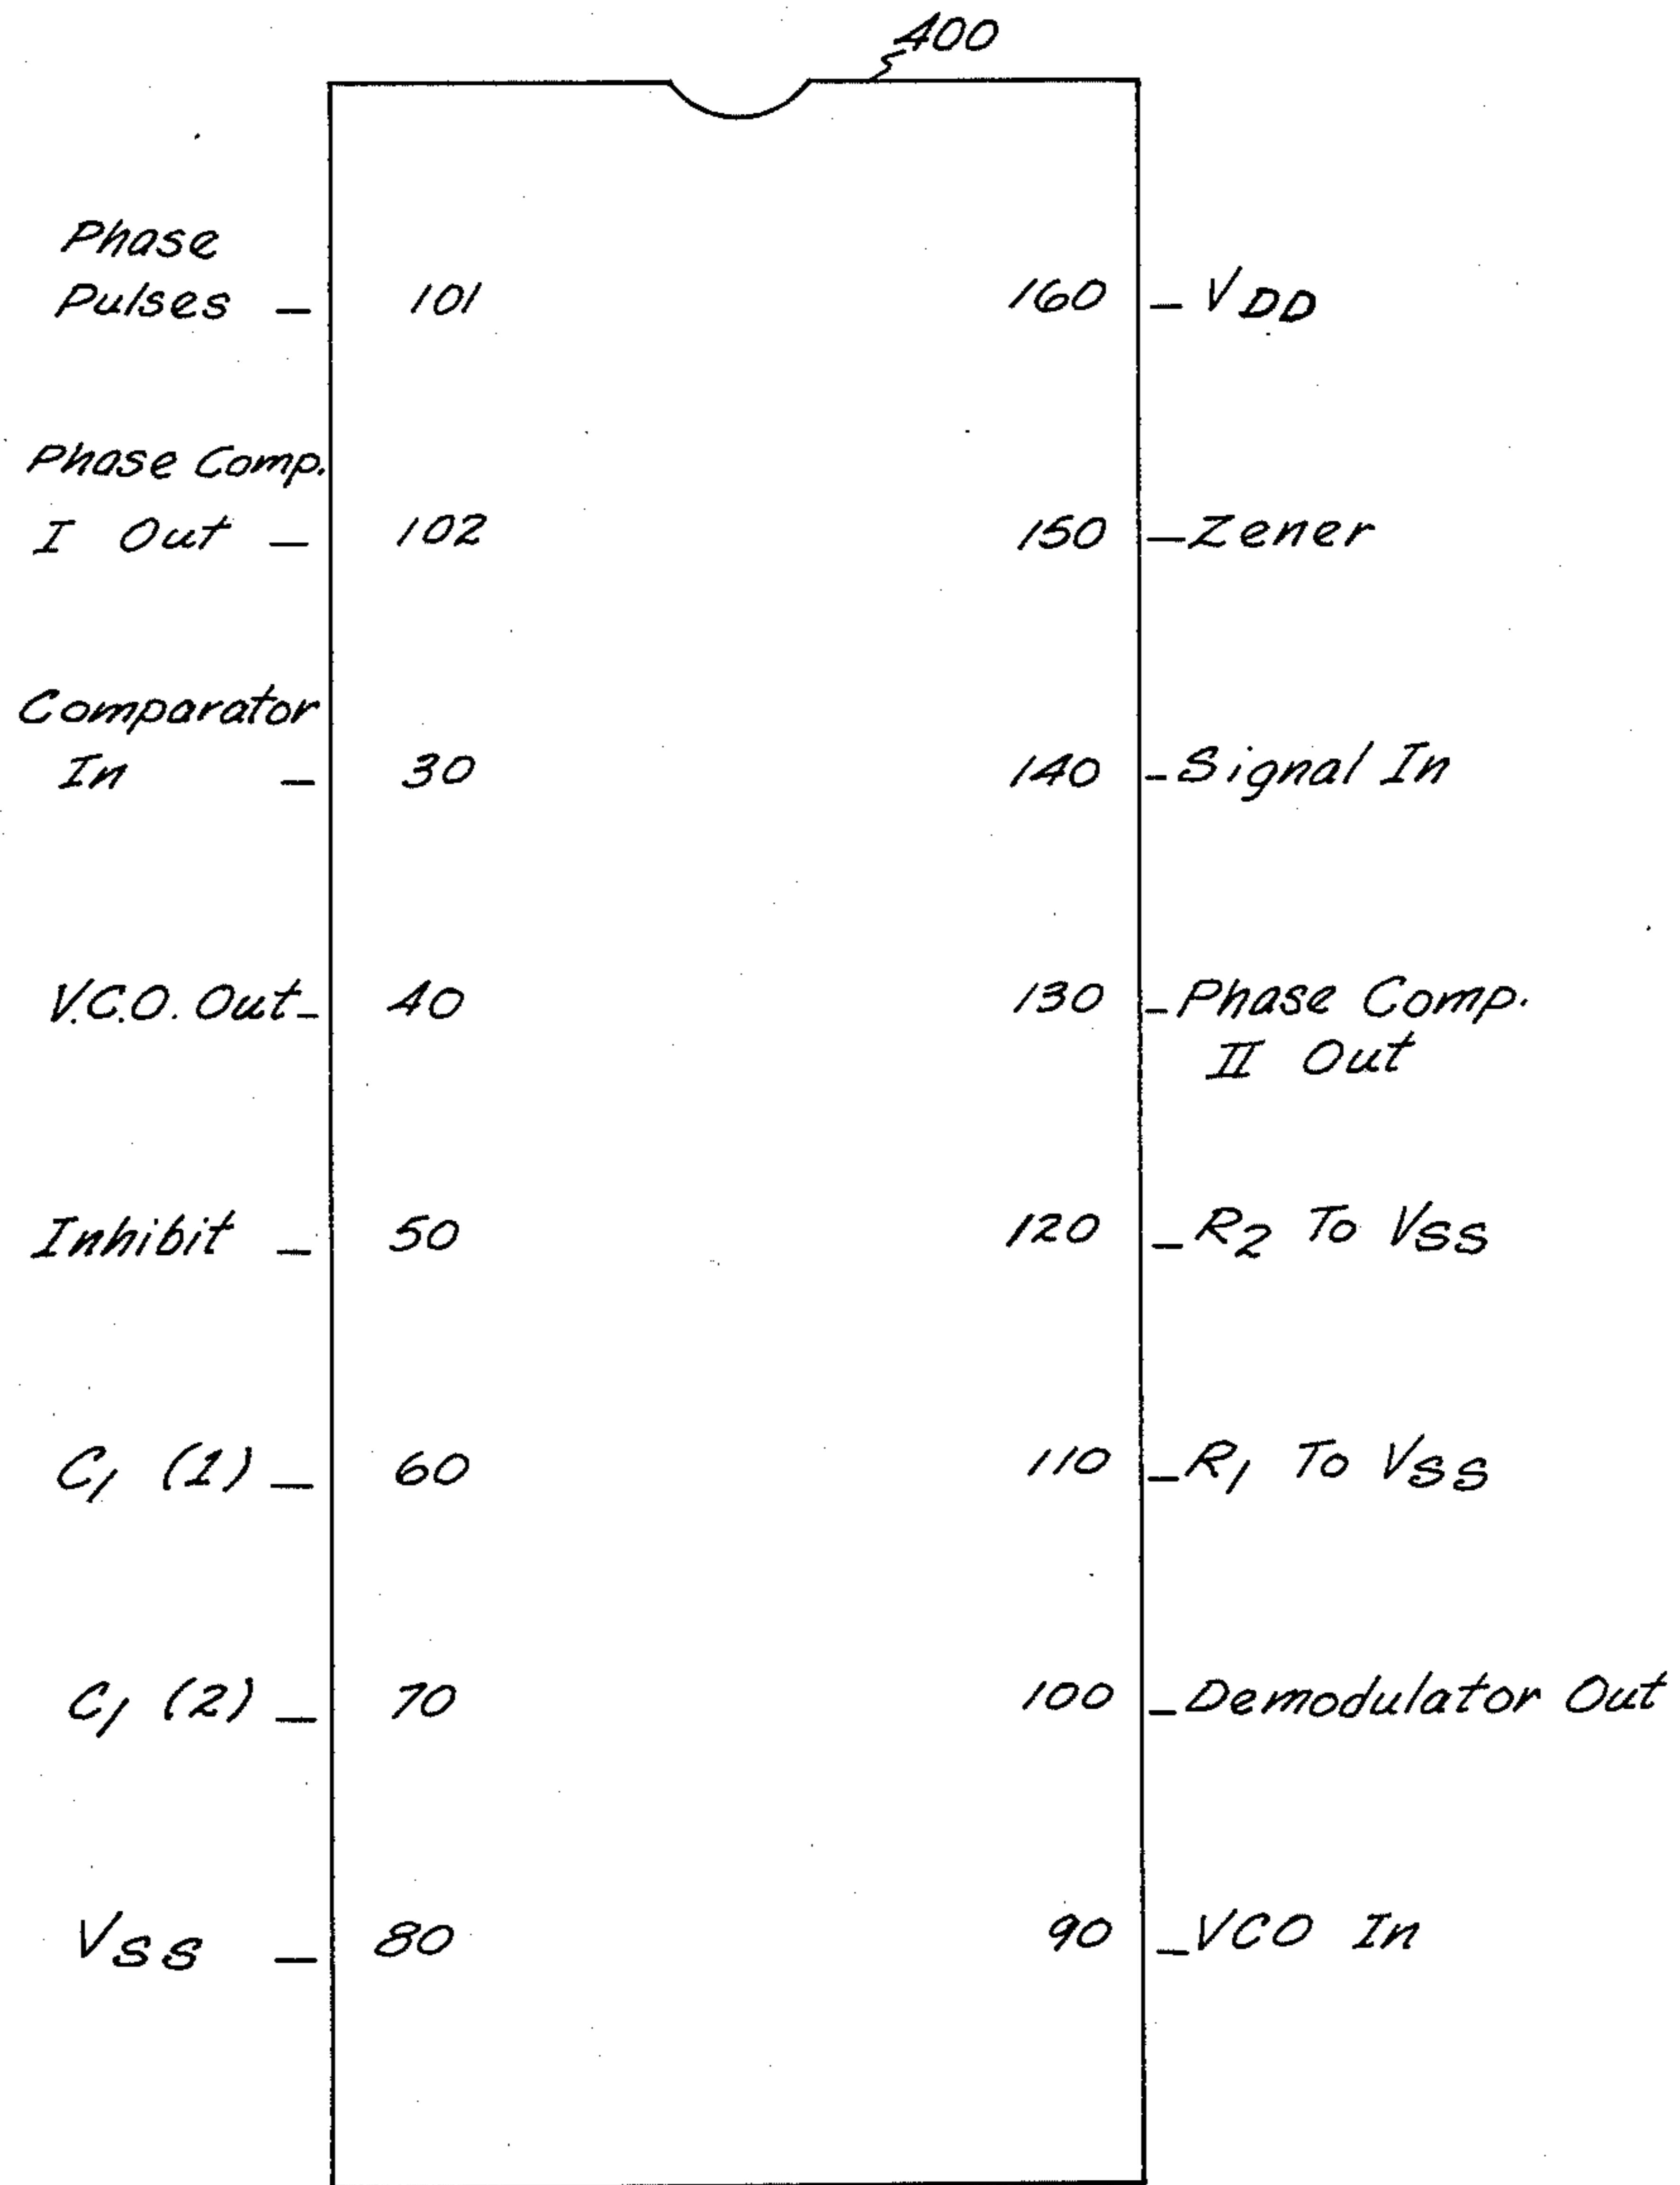 400
Phase
Pulses - 101 160 - VDD
Phase Comp.
I Out - 102 150 - Zener
Comparator
In - 30 140 - Signal In
V.C.O. Out - 40 130 - Phase Comp.
II Out
Inhibit - 50 120 - R2 To VSS
C1 (1) - 60 110 - R1 To VSS
C1 (2) - 70 100 - Demodulator Out
VSS - 80 90 - VCO In